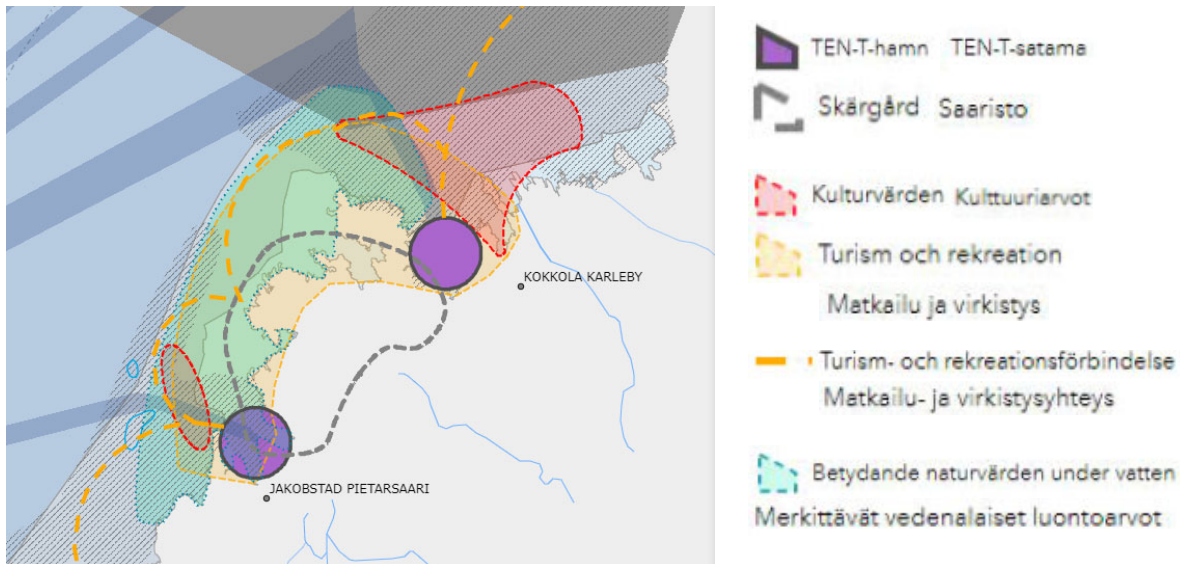 KOKKOLA KARLEBY
JAKOBSTAD PIETARSAARI
TEN-T-hamn TEN-T-satama
Skärgård Saaristo
Kulturvärden Kulttuuriarvot
Turism och rekreation
Matkailu ja virkistys
Turism- och rekreationsförbindelse
Matkailu- ja virkistysyhteys
Betydande naturvärden under vatten
Merkittävät vedenalaiset luontoarvot